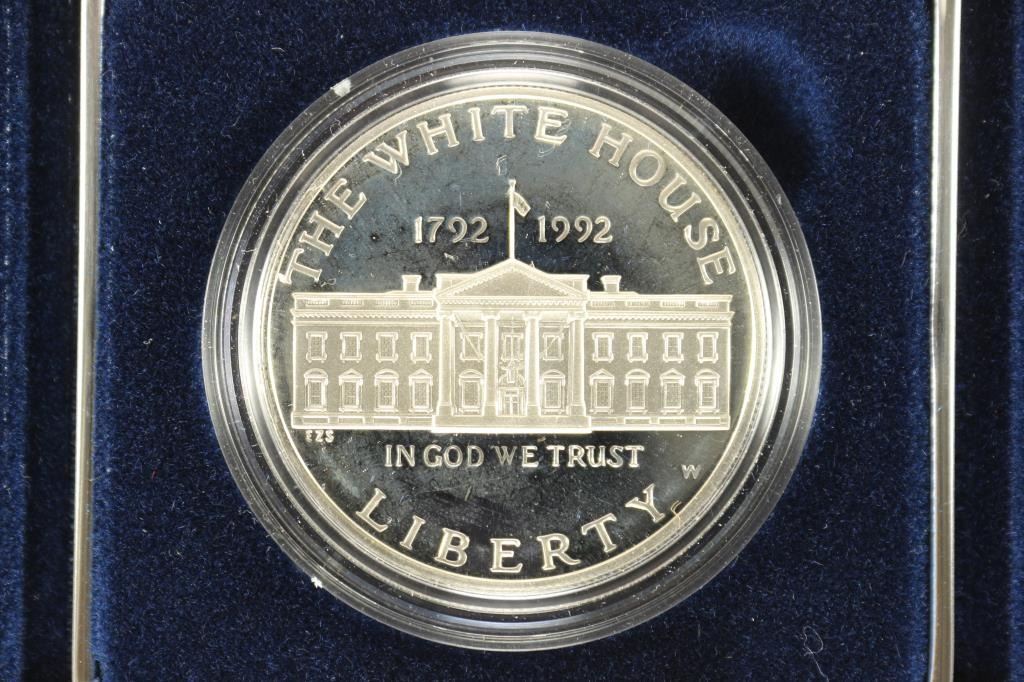 THE WHITE HOUSE
1792 1992
EZS
IN GOD WE TRUST
W
LIBERTY